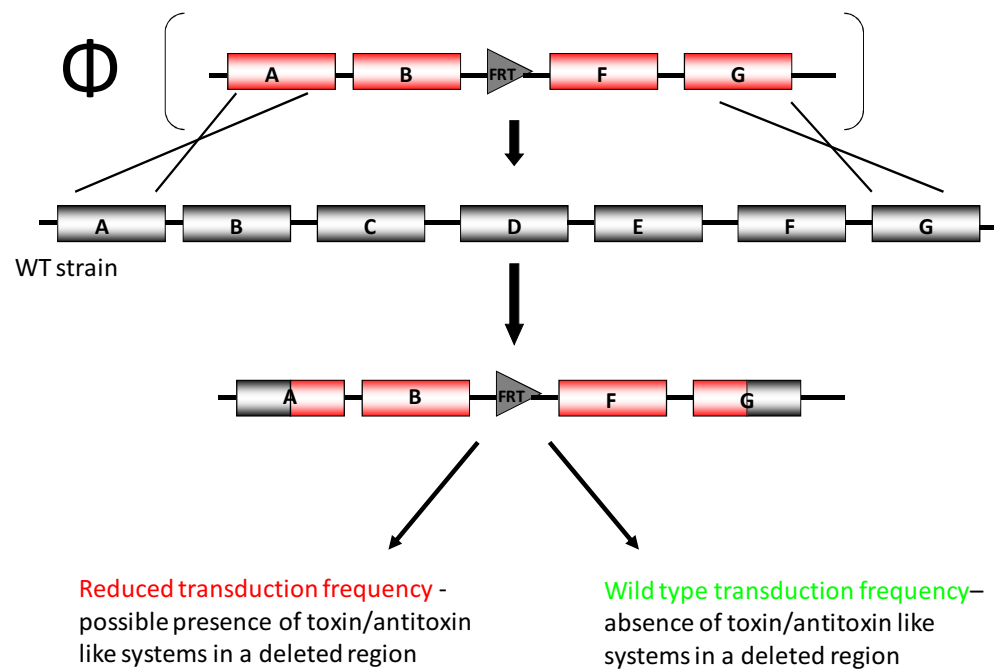 Φ
A B FRT F G
A B C D E F G
WT strain
A B FRT F G
Reduced transduction frequency -
possible presence of toxin/antitoxin
like systems in a deleted region
Wild type transduction frequency–
absence of toxin/antitoxin like
systems in a deleted region